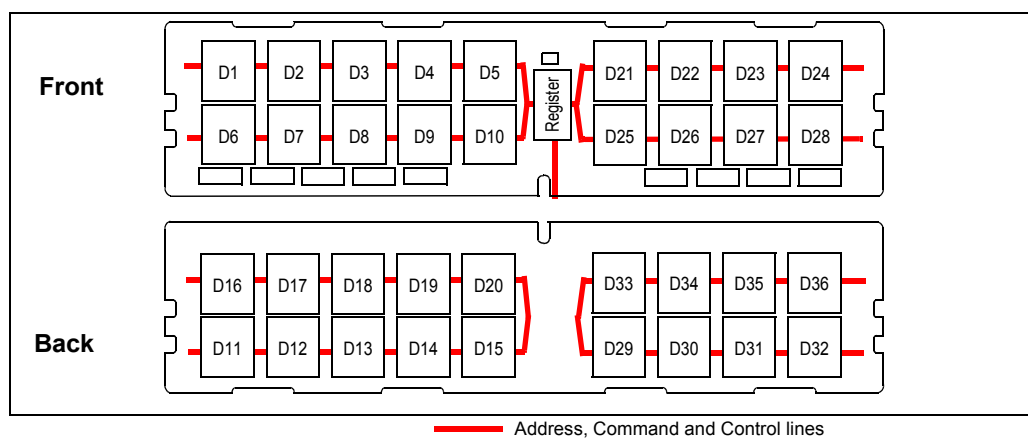 Front
D1 D2 D3 D4 D5 Register D21 D22 D23 D24
D6 D7 D8 D9 D10 D25 D26 D27 D28
Back
D16 D17 D18 D19 D20 D33 D34 D35 D36
D11 D12 D13 D14 D15 D29 D30 D31 D32
Address, Command and Control lines